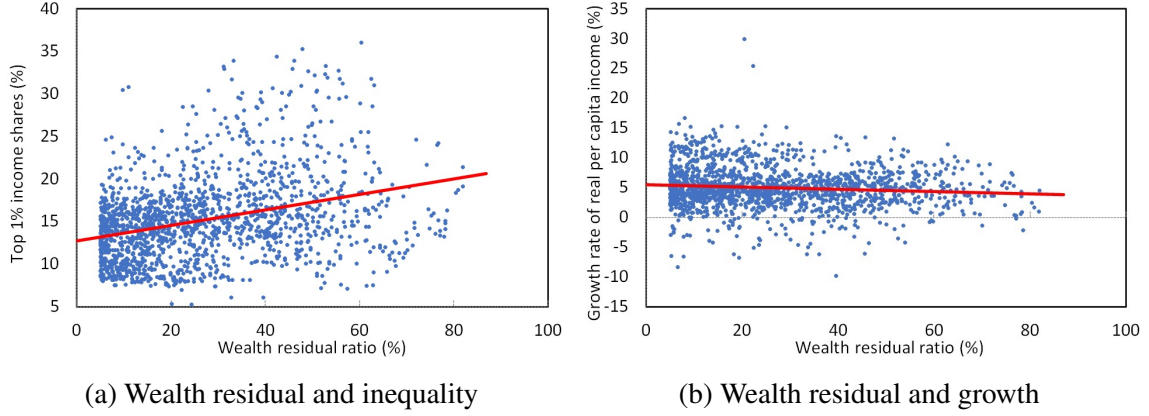 40
35
30
25
20
15
10
5
0 20 40 60 80 100
Top 1% income shares (%)
Wealth residual ratio (%)
(a) Wealth residual and inequality
35
30
25
20
15
10
5
0
-5
-10
-15
0 20 40 60 80 100
Growth rate of real per capita income (%)
Wealth residual ratio (%)
(b) Wealth residual and growth